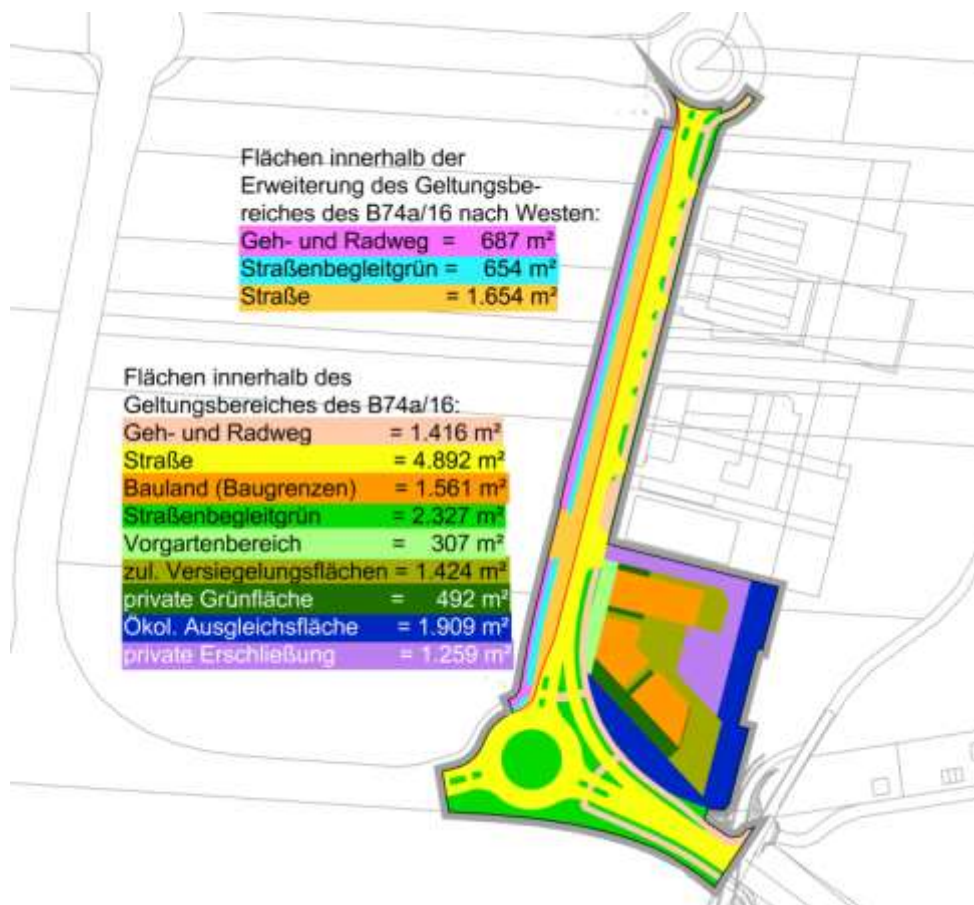 Flächen innerhalb der
Erweiterung des Geltungsbe-
reiches des B74a/16 nach Westen:
Geh- und Radweg = 687 m²
Straßenbegleitgrün = 654 m²
Straße = 1.654 m²
Flächen innerhalb des
Geltungsbereiches des B74a/16:
Geh- und Radweg = 1.416 m²
Straße = 4.892 m²
Bauland (Baugrenzen) = 1.561 m²
Straßenbegleitgrün = 2.327 m²
Vorgartenbereich = 307 m²
zul. Versiegelungsflächen = 1.424 m²
private Grünfläche = 492 m²
Ökol. Ausgleichsfläche = 1.909 m²
private Erschließung = 1.259 m²